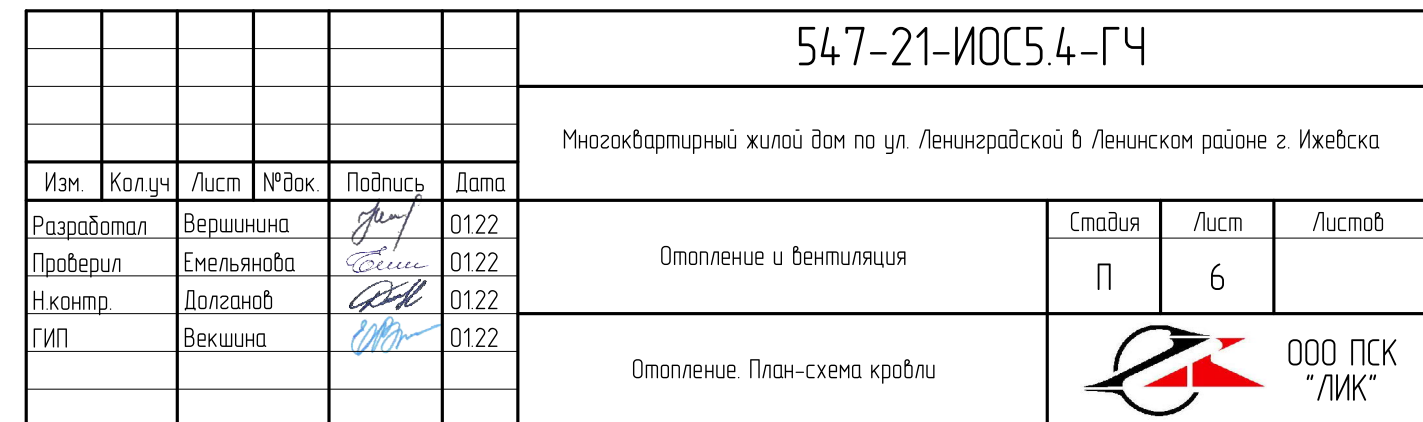 547-21-ИОС5.4-ГЧ
Многоквартирный жилой дом по ул. Ленинградской в Ленинском районе г. Ижевска
Изм. Кол.уч Лист №док. Подпись Дата
Разработал Вершинина 01.22
Проверил Емельянова 01.22
Н.контр. Долганов 01.22
ГИП Векшина 01.22
Отопление и вентиляция
Стадия Лист Листов
П 6
Отопление. План-схема кровли
ООО ПСК
"ЛИК"